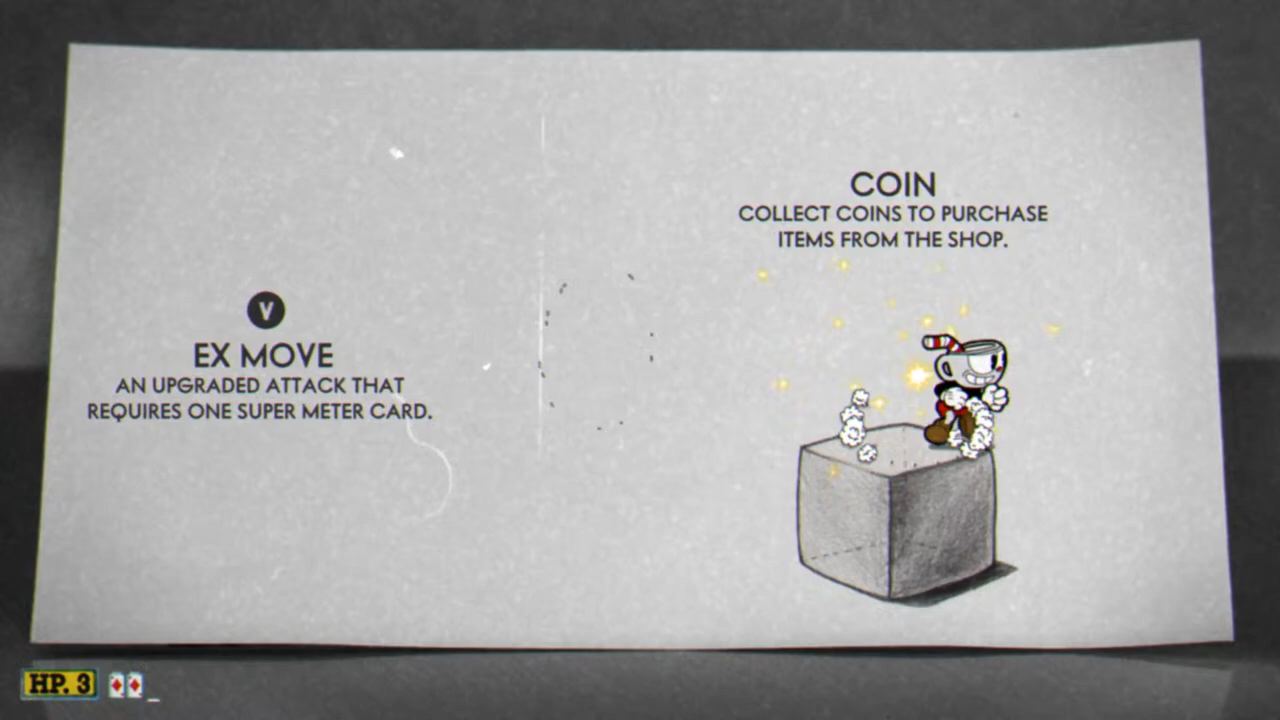 V
EX MOVE
AN UPGRADED ATTACK THAT
REQUIRES ONE SUPER METER CARD.
COIN
COLLECT COINS TO PURCHASE
ITEMS FROM THE SHOP.
HP. 3